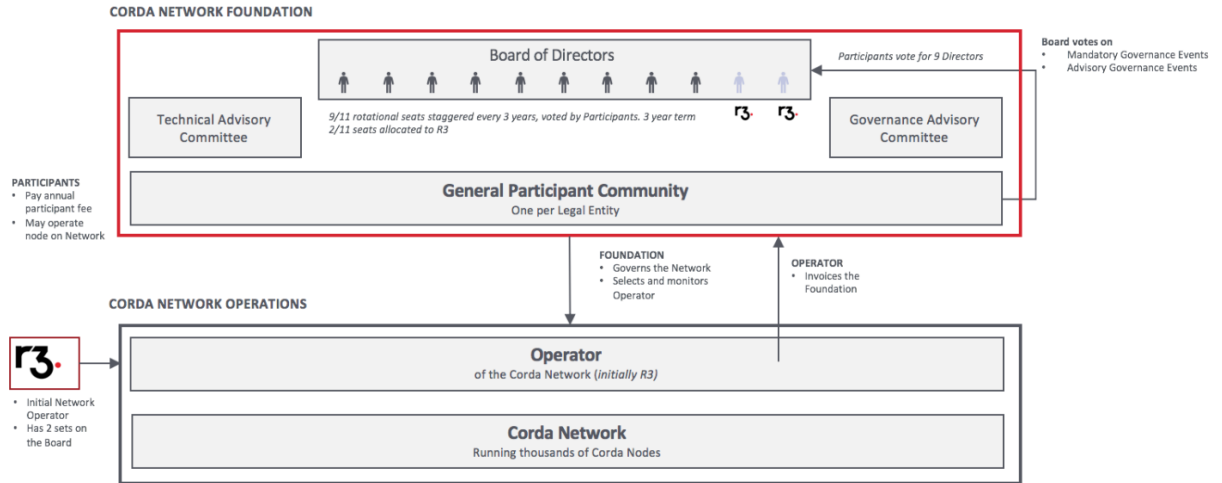 CORDA NETWORK FOUNDATION
Board of Directors
Participants vote for 9 Directors
Board votes on
• Mandatory Governance Events
• Advisory Governance Events
r3.
r3.
Technical Advisory
Committee
9/11 rotational seats staggered every 3 years, voted by Participants. 3 year term
2/11 seats allocated to R3
Governance Advisory
Committee
PARTICIPANTS
• Pay annual
participant fee
• May operate
node on Network
General Participant Community
One per Legal Entity
FOUNDATION
• Governs the Network
• Selects and monitors
Operator
OPERATOR
• Invoices the
Foundation
CORDA NETWORK OPERATIONS
r3.
• Initial Network
Operator
• Has 2 sets on
the Board
Operator
of the Corda Network (initially R3)
Corda Network
Running thousands of Corda Nodes